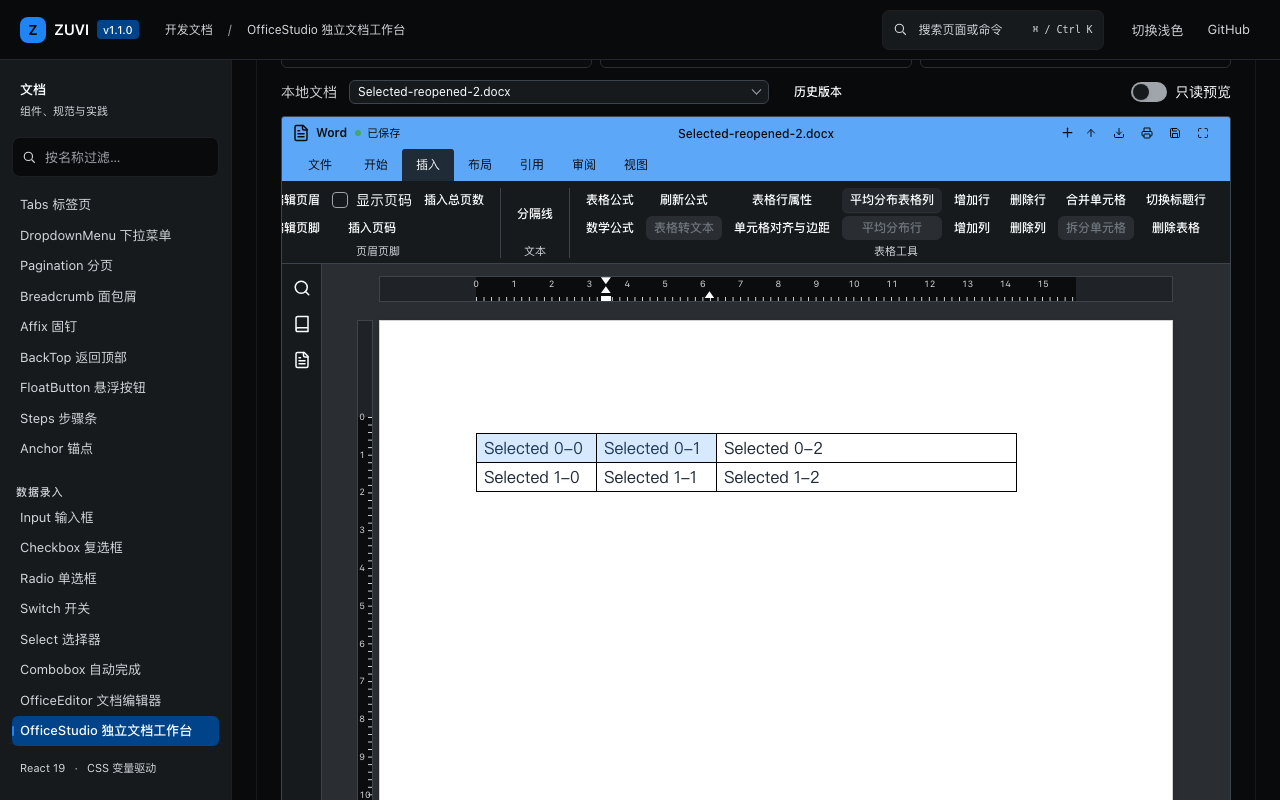 Z ZUVI v1.1.0 开发文档 / OfficeStudio 独立文档工作台 搜索页面或命令 ⌘ / Ctrl K 切换浅色 GitHub
文档
组件、规范与实践
按名称过滤...
Tabs 标签页
DropdownMenu 下拉菜单
Pagination 分页
Breadcrumb 面包屑
Affix 固钉
BackTop 返回顶部
FloatButton 悬浮按钮
Steps 步骤条
Anchor 锚点
数据录入
Input 输入框
Checkbox 复选框
Radio 单选框
Switch 开关
Select 选择器
Combobox 自动完成
OfficeEditor 文档编辑器
OfficeStudio 独立文档工作台
React 19 · CSS 变量驱动
本地文档 Selected-reopened-2.docx 历史版本 只读预览
Word 已保存 Selected-reopened-2.docx
文件 开始 插入 布局 引用 审阅 视图
辑页眉 显示页码 插入总页数 分隔线 表格公式 刷新公式 表格行属性 平均分布表格列 增加行 删除行 合并单元格 切换标题行
辑页脚 插入页码 数学公式 表格转文本 单元格对齐与边距 平均分布行 增加列 删除列 拆分单元格 删除表格
页眉页脚 文本 表格工具
0 1 2 3 4 5 6 7 8 9 10 11 12 13 14 15
0
1
2
3
4
5
6
7
8
9
10
Selected 0-0 Selected 0-1 Selected 0-2
Selected 1-0 Selected 1-1 Selected 1-2